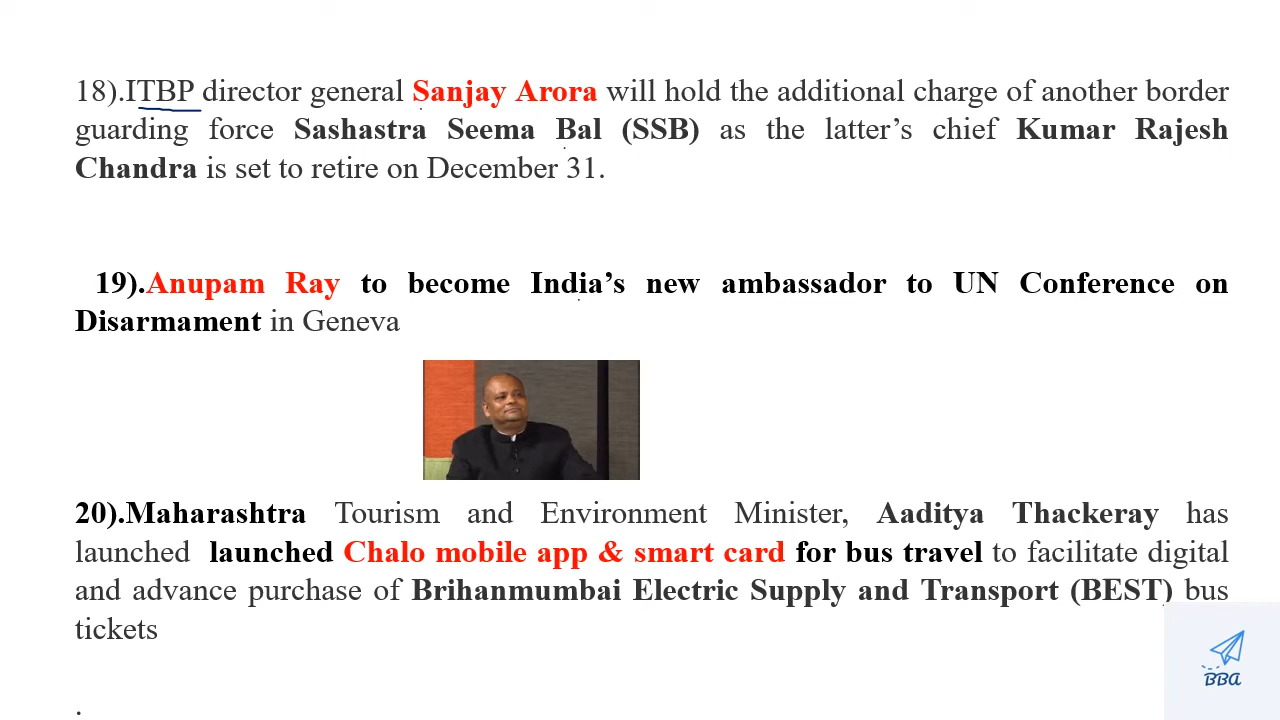 18).ITBP director general Sanjay Arora will hold the additional charge of another border
guarding force Sashastra Seema Bal (SSB) as the latter’s chief Kumar Rajesh
Chandra is set to retire on December 31.
19).Anupam Ray to become India’s new ambassador to UN Conference on
Disarmament in Geneva
20).Maharashtra Tourism and Environment Minister, Aaditya Thackeray has
launched launched Chalo mobile app & smart card for bus travel to facilitate digital
and advance purchase of Brihanmumbai Electric Supply and Transport (BEST) bus
tickets
BBA
.